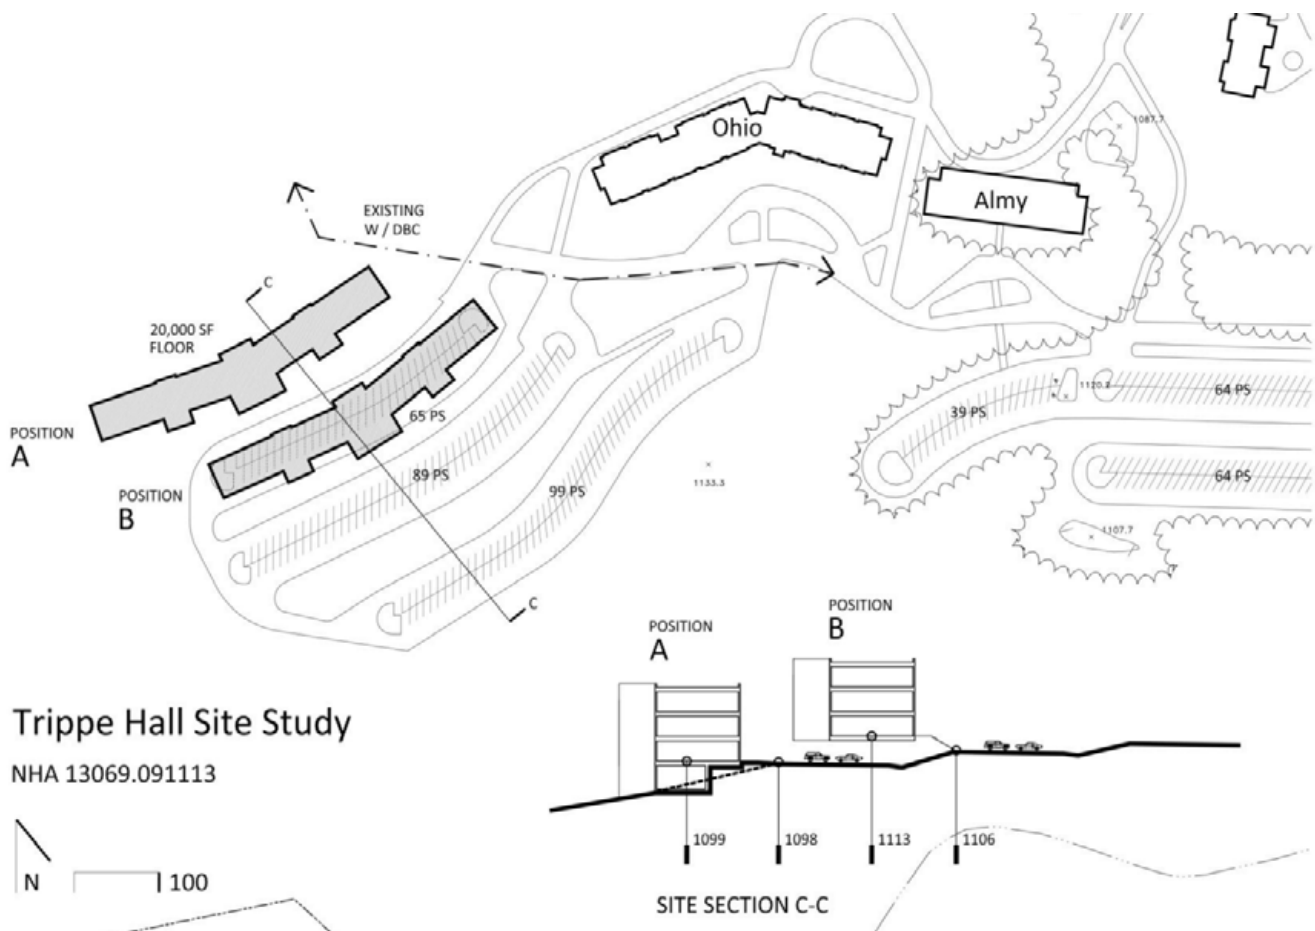 Ohio
1087.7
Almy
EXISTING
W / DBC
C
20,000 SF
FLOOR
POSITION
A
POSITION
B
65 PS
89 PS
99 PS
1133.3
39 PS
64 PS
64 PS
1107.7
C
POSITION
A
POSITION
B
Trippe Hall Site Study
NHA 13069.091113
N
100
1099
1098
1113
1106
SITE SECTION C-C